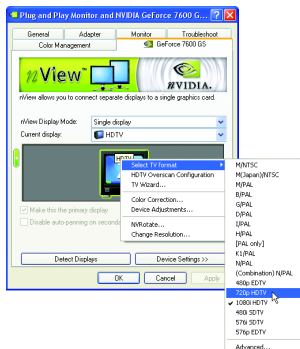 Plug and Play Monitor and NVIDIA GeForce 7600 G...
General
Adapter
Monitor
Troubleshoot
Color Management
GeForce 7600 GS
nView
NVIDIA.
nView allows you to connect separate displays to a single graphics card.
nView Display Mode:
Single display
Current display:
HDTV
HDTV
Select TV format
HDTV Overscan Configuration
TV Wizard...
Color Correction...
Device Adjustments...
NVRotate...
Change Resolution...
Make this the primary display
Disable auto-panning on second
Detect Displays
Device Settings >>
OK
Cancel
Apply
M/NTSC
M(Japan)/NTSC
M/PAL
B/PAL
G/PAL
D/PAL
I/PAL
H/PAL
[PAL only]
K1/PAL
N/PAL
(Combination) N/PAL
480p EDTV
720p HDTV
1080i HDTV
480i SDTV
576i SDTV
576p EDTV
Advanced...